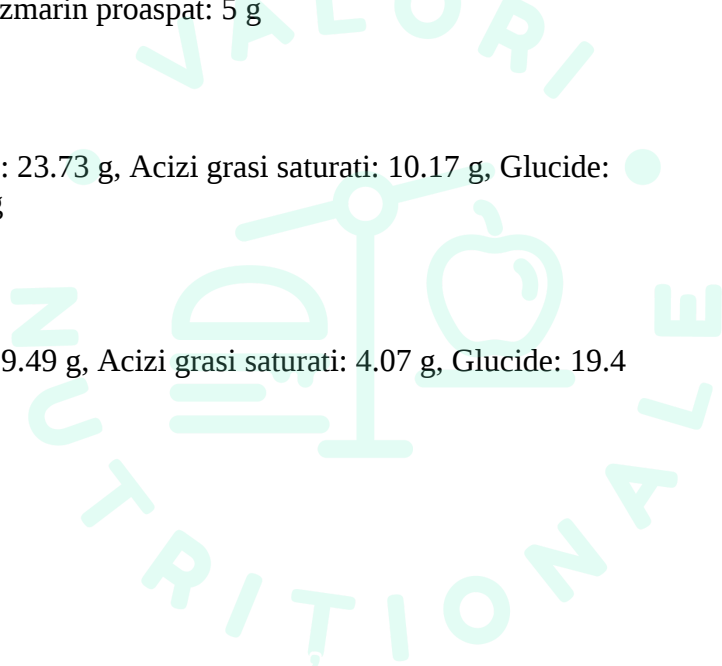 zmarin proaspat: 5 g
: 23.73 g, Acizi grasi saturati: 10.17 g, Glucide:
g
9.49 g, Acizi grasi saturati: 4.07 g, Glucide: 19.4
VALORI NUTRITIONALE